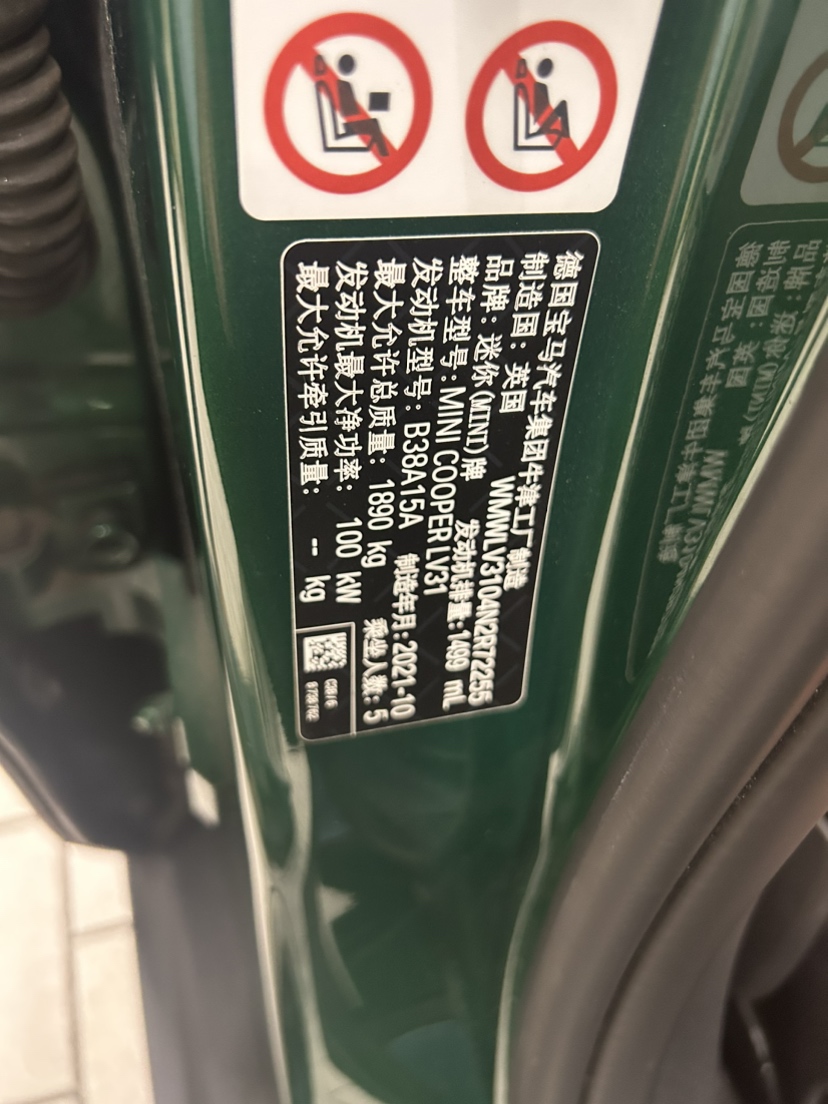 德国宝马汽车集团牛津工厂 制造
制造国：英国 WMWLV3104N2R72255
品牌：迷你(MINI)牌 发动机排量：1499 mL
整车型号：MINI COOPER LV31
发动机型号：B38A15A 制造年月：2021-10
最大允许总质量：1890 kg 乘坐人数：5
发动机最大净功率：100 kW
最大允许牵引质量：-- kg